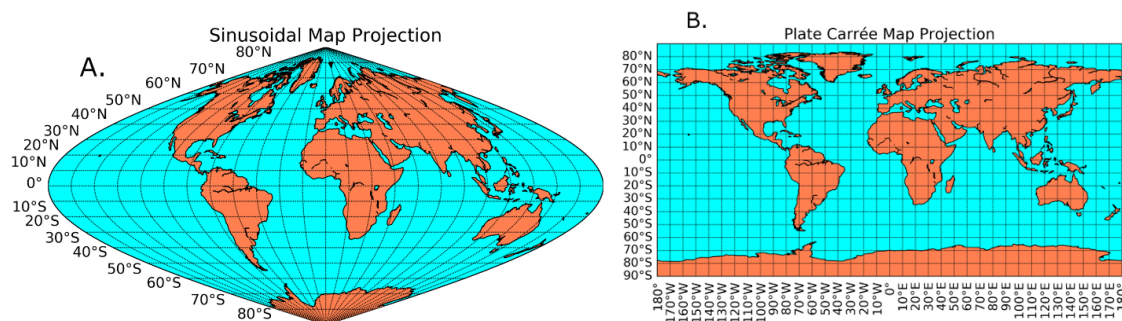 A.
Sinusoidal Map Projection
80°N
70°N
60°N
50°N
40°N
30°N
20°N
10°N
0°
10°S
20°S
30°S
40°S
50°S
60°S
70°S
80°S
B.
Plate Carrée Map Projection
80°N
70°N
60°N
50°N
40°N
30°N
20°N
10°N
0°
10°S
20°S
30°S
40°S
50°S
60°S
70°S
80°S
90°S
180°
170°W
160°W
150°W
140°W
130°W
120°W
110°W
100°W
90°W
80°W
70°W
60°W
50°W
40°W
30°W
20°W
10°W
0°
10°E
20°E
30°E
40°E
50°E
60°E
70°E
80°E
90°E
100°E
110°E
120°E
130°E
140°E
150°E
160°E
170°E